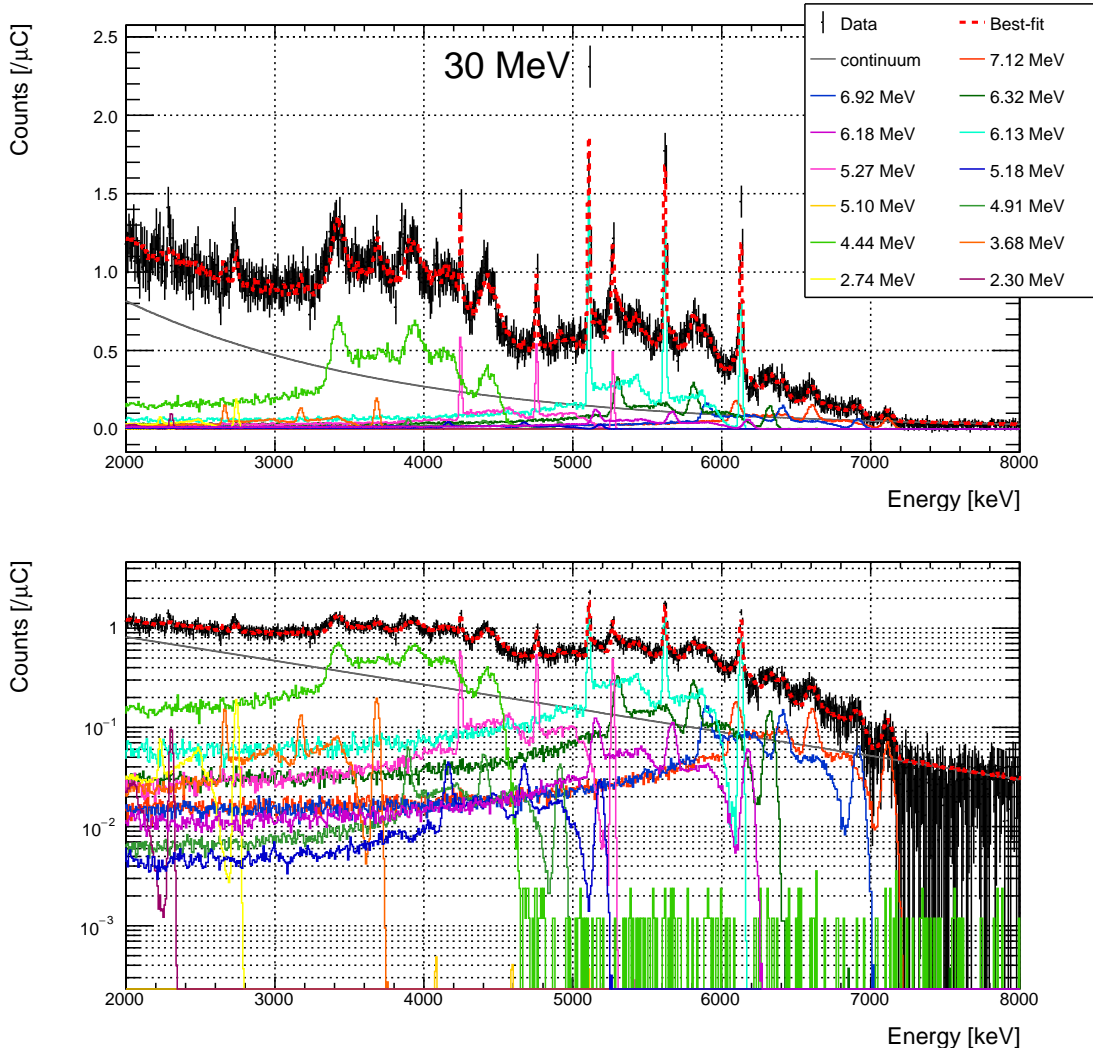 Counts [/μC]
2.5
2.0
1.5
1.0
0.5
0.0
30 MeV
Data
Best-fit
continuum
7.12 MeV
6.92 MeV
6.32 MeV
6.18 MeV
6.13 MeV
5.27 MeV
5.18 MeV
5.10 MeV
4.91 MeV
4.44 MeV
3.68 MeV
2.74 MeV
2.30 MeV
2000 3000 4000 5000 6000 7000 8000
Energy [keV]
Counts [/μC]
1
10⁻¹
10⁻²
10⁻³
2000 3000 4000 5000 6000 7000 8000
Energy [keV]